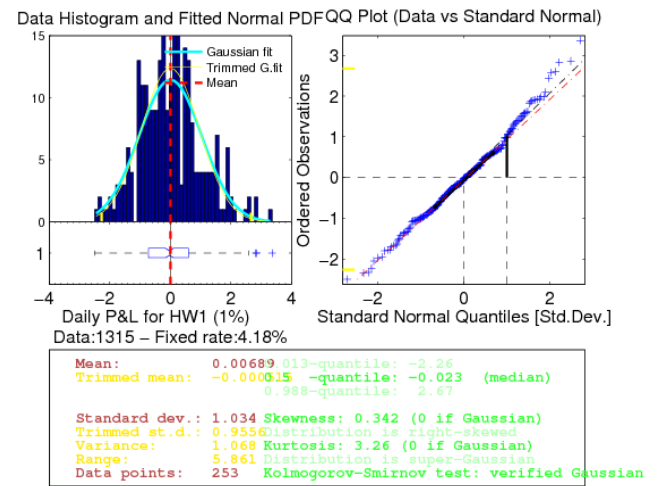 Data Histogram and Fitted Normal PDF
QQ Plot (Data vs Standard Normal)
15
10
5
0
1
Gaussian fit
Trimmed G.fit
Mean
−4 −2 0 2 4
Daily P&L for HW1 (1%)
Data:1315 − Fixed rate:4.18%
Ordered Observations
3
2
1
0
−1
−2
−2 0 2
Standard Normal Quantiles [Std.Dev.]
Mean: 0.00689 0.013-quantile: -2.26
Trimmed mean: 0.5 -quantile: -0.023 (median)
0.988-quantile: 2.67
Standard dev.: 1.034 Skewness: 0.342 (0 if Gaussian)
Trimmed st.d.: 0.9556 Distribution is right-skewed
Variance: 1.068 Kurtosis: 3.26 (0 if Gaussian)
Range: 5.861 Distribution is super-Gaussian
Data points: 253 Kolmogorov-Smirnov test: verified Gaussian